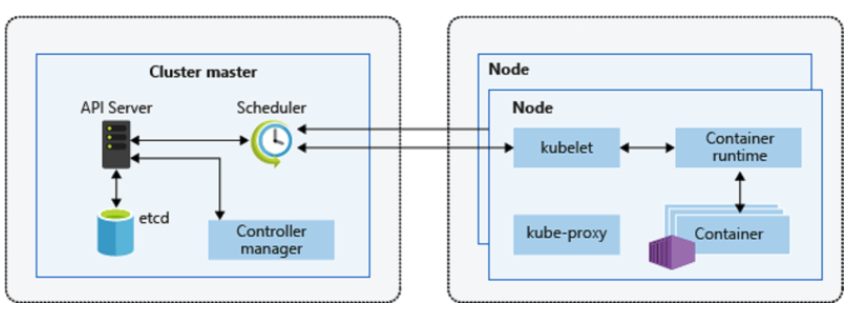 Cluster master
API Server
Scheduler
etcd
Controller
manager
Node
Node
kubelet
Container
runtime
kube-proxy
Container